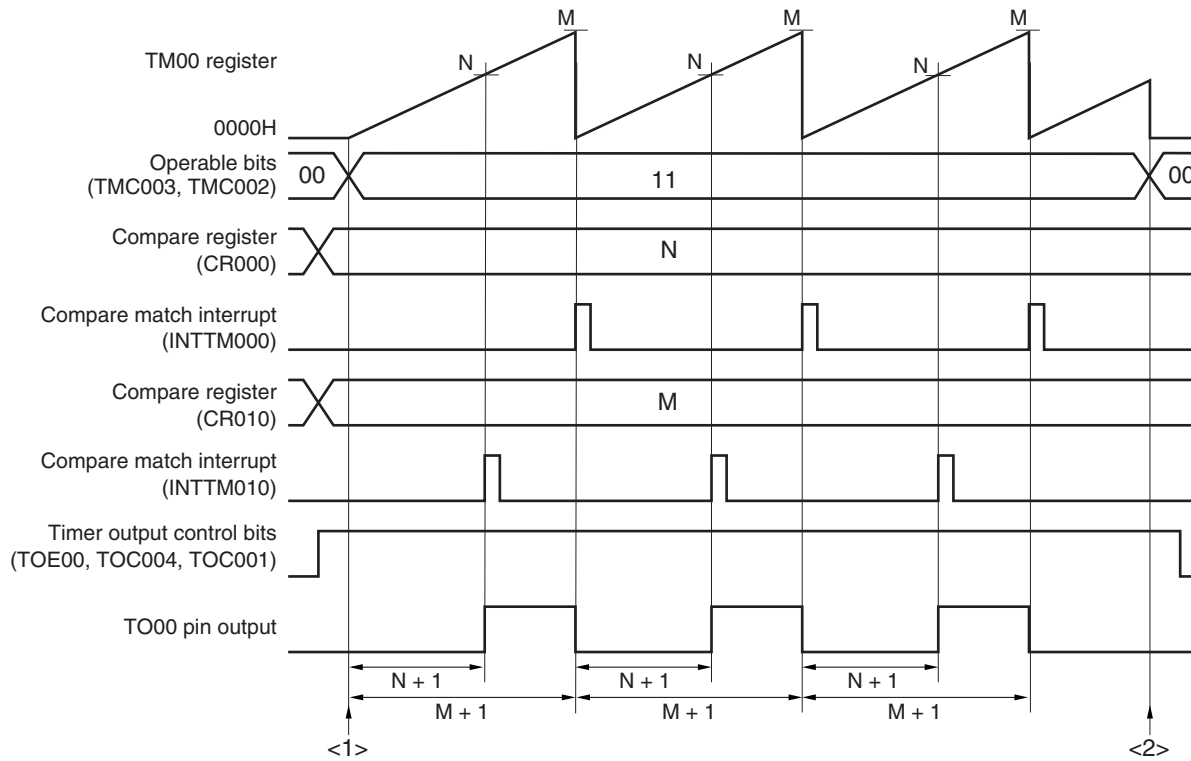 M M M
TM00 register
N N N
0000H
Operable bits
(TMC003, TMC002)
00 11 00
Compare register
(CR000)
N
Compare match interrupt
(INTTM000)
Compare register
(CR010)
M
Compare match interrupt
(INTTM010)
Timer output control bits
(TOE00, TOC004, TOC001)
TO00 pin output
N + 1 N + 1 N + 1
M + 1 M + 1 M + 1
<1> <2>